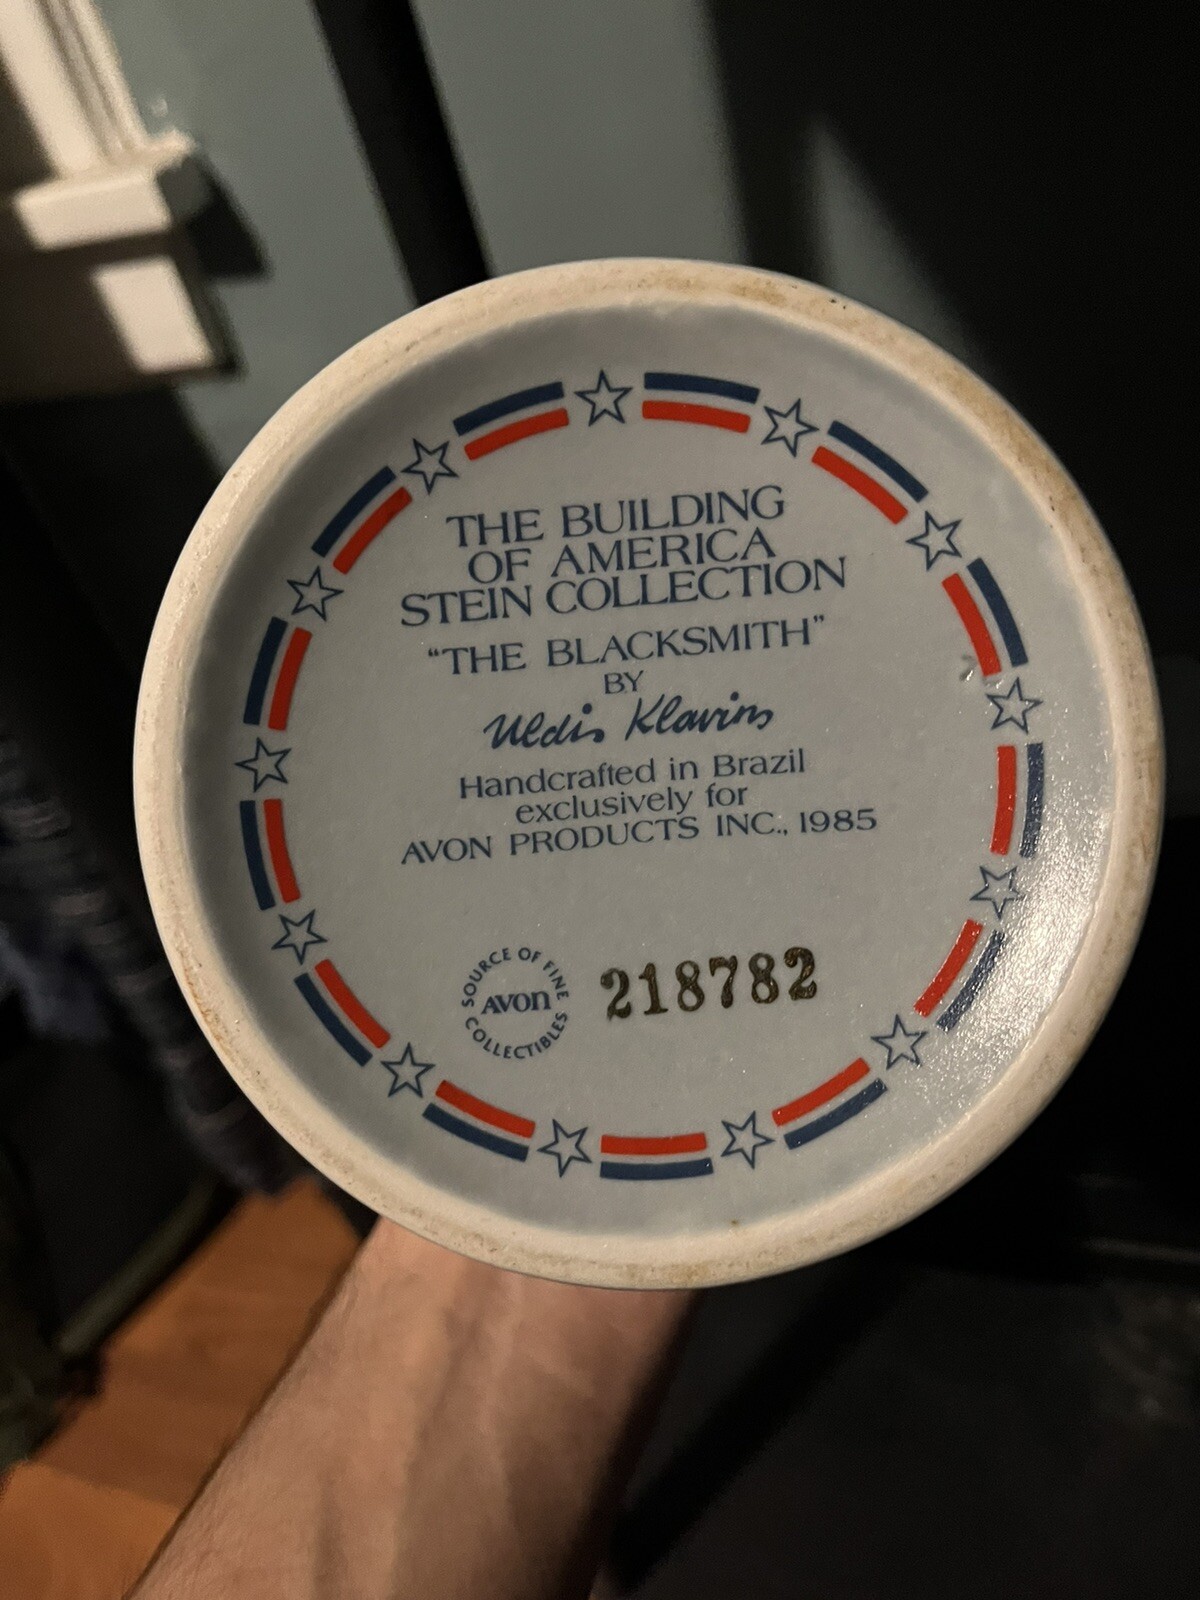 THE BUILDING
OF AMERICA
STEIN COLLECTION
“THE BLACKSMITH”
BY
Uldis Klavins
Handcrafted in Brazil
exclusively for
AVON PRODUCTS INC., 1985
SOURCE OF FINE
AVON
COLLECTIBLES
218782